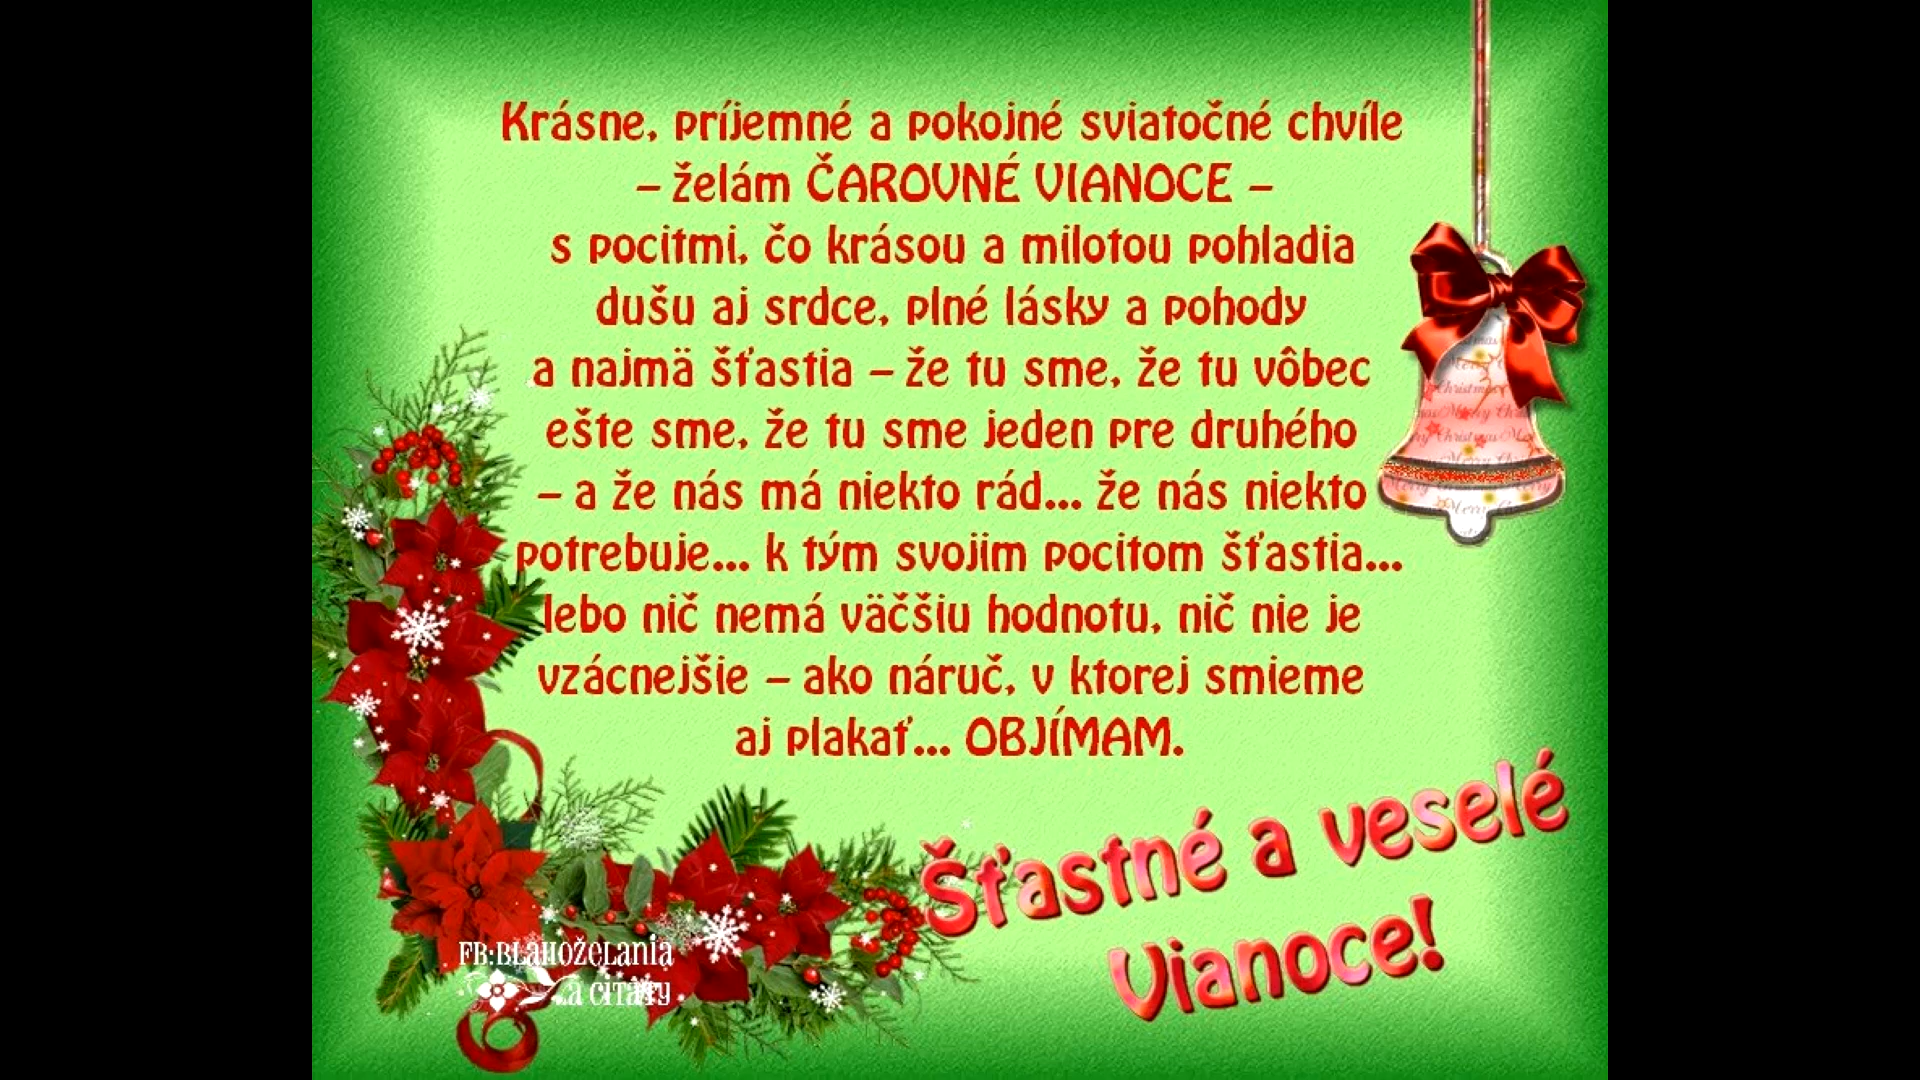 Krásne, príjemné a pokojné sviatočné chvíle
– želám ČAROVNÉ VIANOCE –
s pocitmi, čo krásou a milotou pohladia
dušu aj srdce, plné lásky a pohody
a najmä šťastia – že tu sme, že tu vôbec
ešte sme, že tu sme jeden pre druhého
– a že nás má niekto rád... že nás niekto
potrebuje... k tým svojim pocitom šťastia...
lebo nič nemá väčšiu hodnotu, nič nie je
vzácnejšie – ako náruč, v ktorej smieme
aj plakať... OBJÍMAM.
Šťastné a veselé
Vianoce!
FB:BLAHOŽELANIA
...A CITÁTY
Merry Christmas